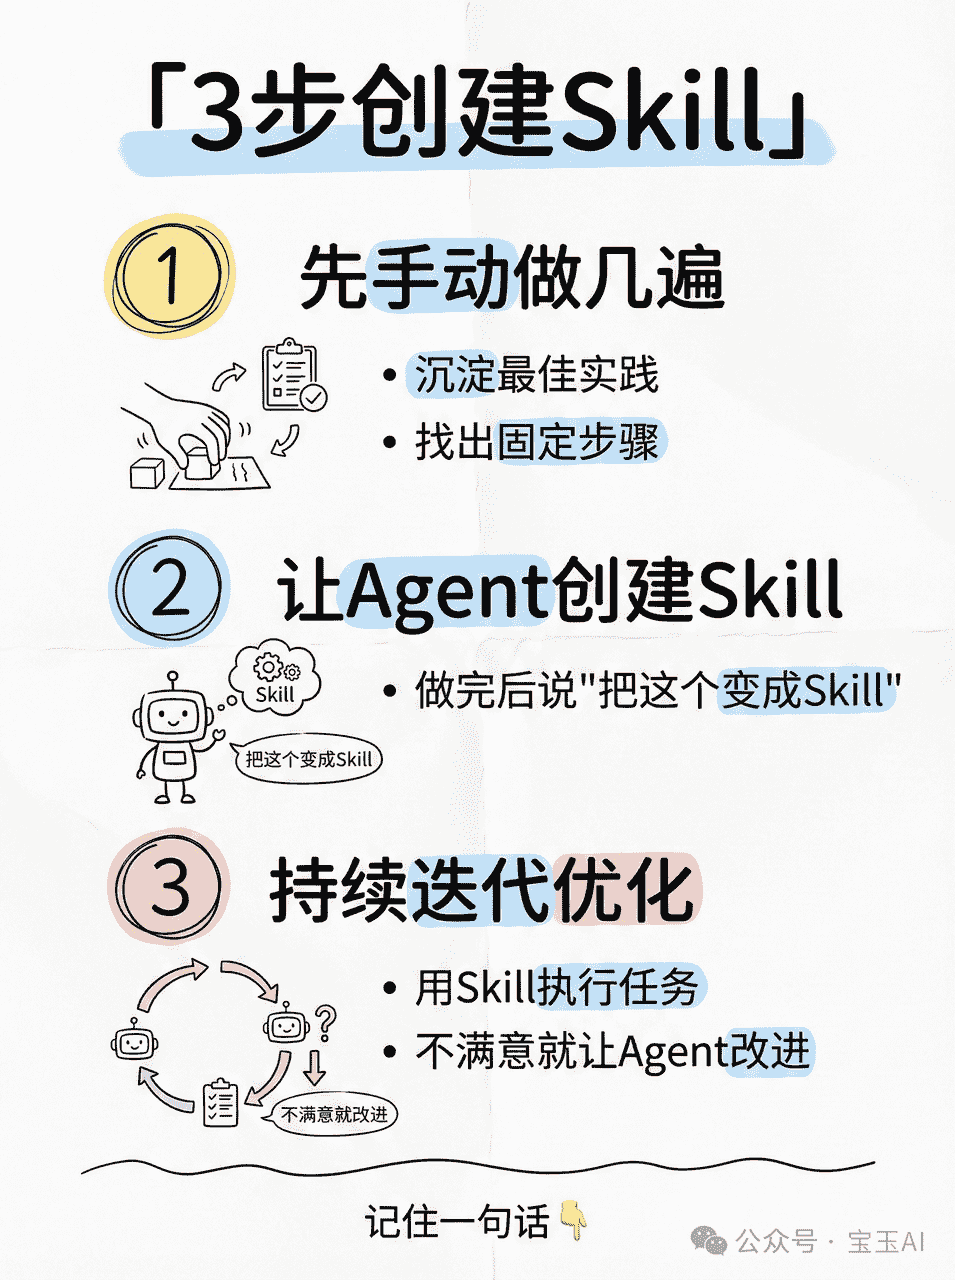 「3步创建Skill」
1
先手动做几遍
• 沉淀最佳实践
• 找出固定步骤
2
让Agent创建Skill
Skill
• 做完后说"把这个变成Skill"
把这个变成Skill
3
持续迭代优化
• 用Skill执行任务
?
• 不满意就让Agent改进
不满意就改进
记住一句话👇
公众号 · 宝玉AI